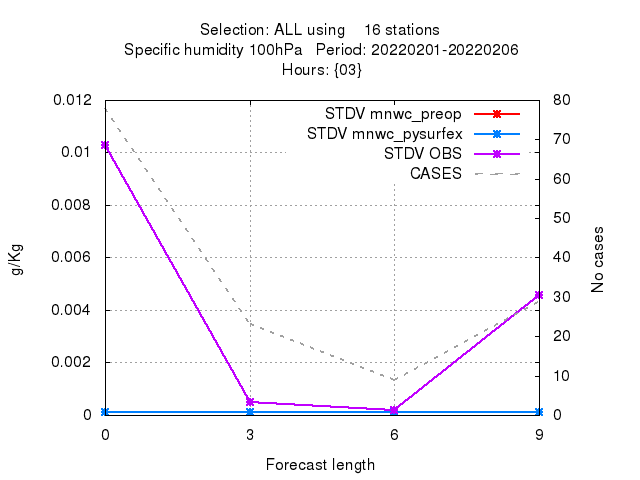 Selection: ALL using    16 stations
Specific humidity 100hPa   Period: 20220201-20220206
Hours: {03}
STDV mnwc_preop
STDV mnwc_pysurfex
STDV OBS
CASES
0.012
0.01
0.008
0.006
0.004
0.002
0
80
70
60
50
40
30
20
10
0
g/Kg
No cases
0 3 6 9
Forecast length